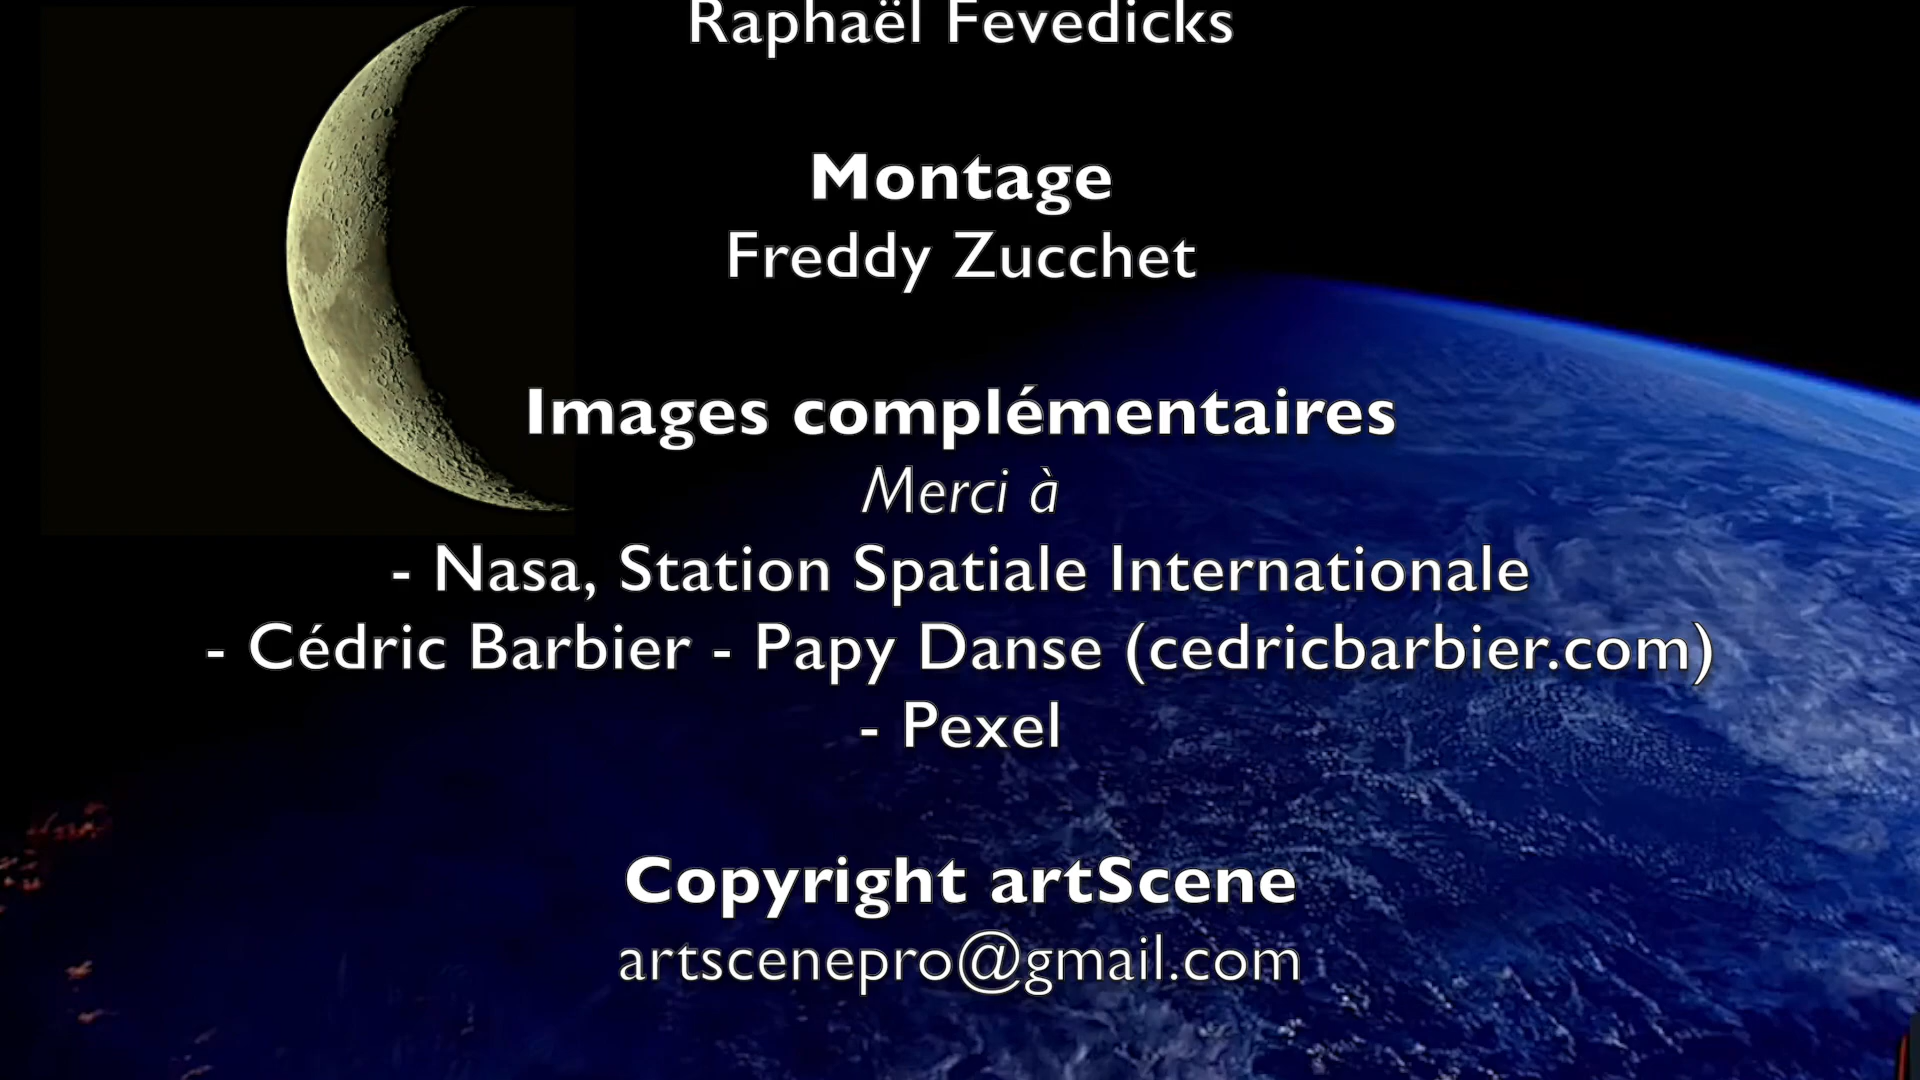 Raphaël Fevedicks
Montage
Freddy Zucchet
Images complémentaires
Merci à
- Nasa, Station Spatiale Internationale
- Cédric Barbier - Papy Danse (cedricbarbier.com)
- Pexel
Copyright artScene
artscenepro@gmail.com